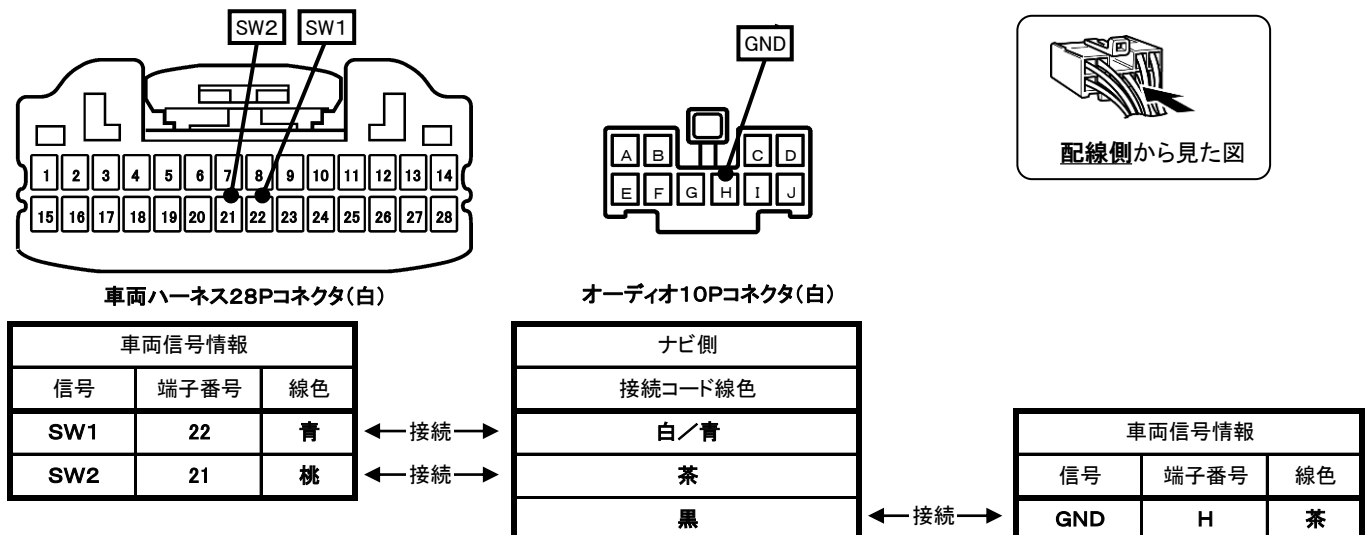 SW2 SW1
GND
配線側から見た図
A B C D
E F G H I J
1 2 3 4 5 6 7 8 9 10 11 12 13 14
15 16 17 18 19 20 21 22 23 24 25 26 27 28
車両ハーネス28Pコネクタ(白)
オーディオ10Pコネクタ(白)
車両信号情報
信号 端子番号 線色
SW1 22 青
SW2 21 桃
接続
接続
ナビ側
接続コード線色
白/青
茶
黒
接続
車両信号情報
信号 端子番号 線色
GND H 茶